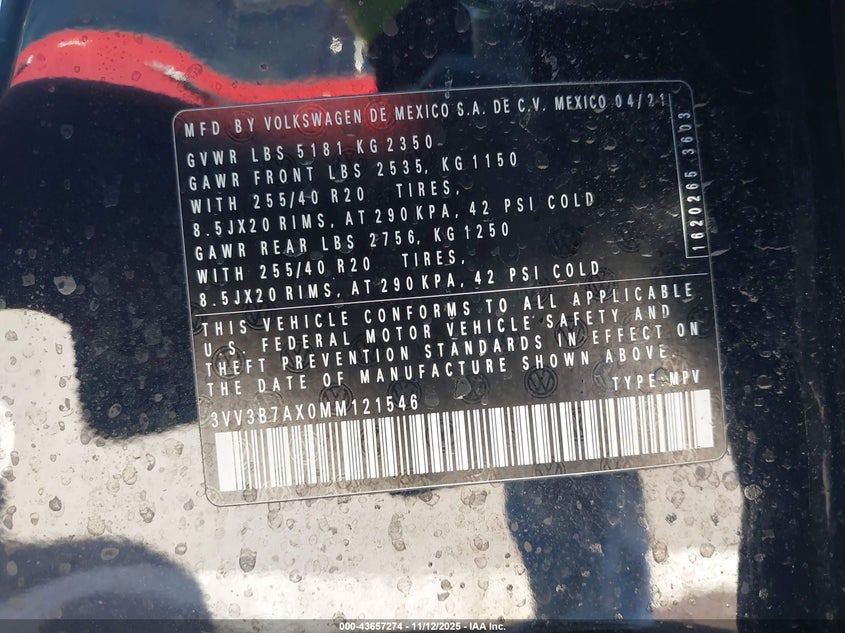 MFD BY VOLKSWAGEN DE MEXICO S.A. DE C.V. MEXICO 04/21
GVWR LBS 5181 KG 2350
GAWR FRONT LBS 2535, KG 1150
WITH 255/40 R20 TIRES,
8.5JX20 RIMS, AT 290 KPA, 42 PSI COLD
GAWR REAR LBS 2756, KG 1250
WITH 255/40 R20 TIRES,
8.5JX20 RIMS, AT 290 KPA, 42 PSI COLD
1620265 3603
THIS VEHICLE CONFORMS TO ALL APPLICABLE
U.S. FEDERAL MOTOR VEHICLE SAFETY AND
THEFT PREVENTION STANDARDS IN EFFECT ON
THE DATE OF MANUFACTURE SHOWN ABOVE.
3VV3B7AX0MM121546 TYPE:MPV
000-43657274 - 11/12/2025 - IAA Inc.